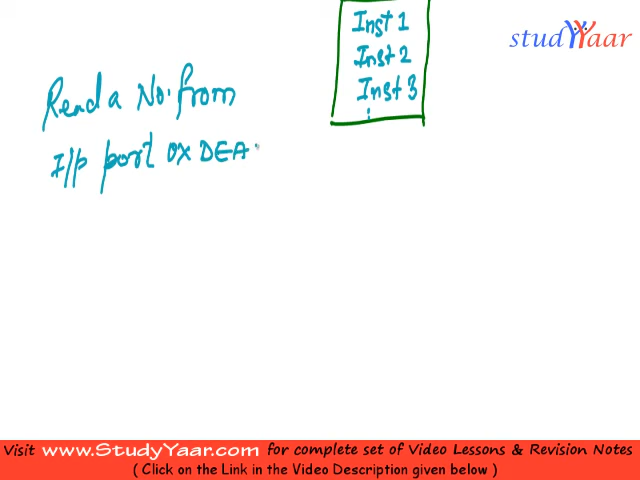 Inst 1
Inst 2
Inst 3
studYYaar
Read a No. from
I/p port 0x DEA
Visit www.StudyYaar.com for complete set of Video Lessons & Revision Notes
( Click on the Link in the Video Description given below )